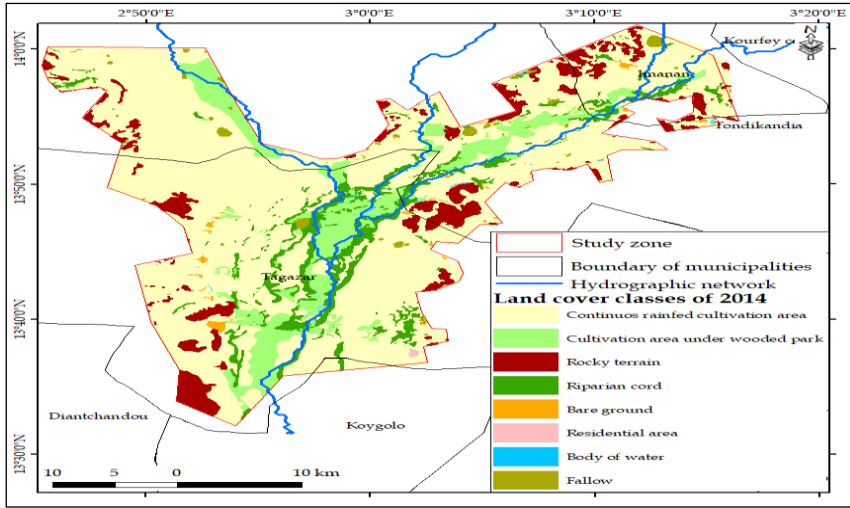 2°50'0"E 3°0'0"E 3°10'0"E 3°20'0"E
14°0'0"N
13°50'0"N
13°40'0"N
13°30'0"N
N
Kourfey
Imanan
Tondikandia
Tagazar
Diantchandou
Koygolo
Study zone
Boundary of municipalities
Hydrographic network
Land cover classes of 2014
Continuos rainfed cultivation area
Cultivation area under wooded park
Rocky terrain
Riparian cord
Bare ground
Residential area
Body of water
Fallow
10 5 0 10 km